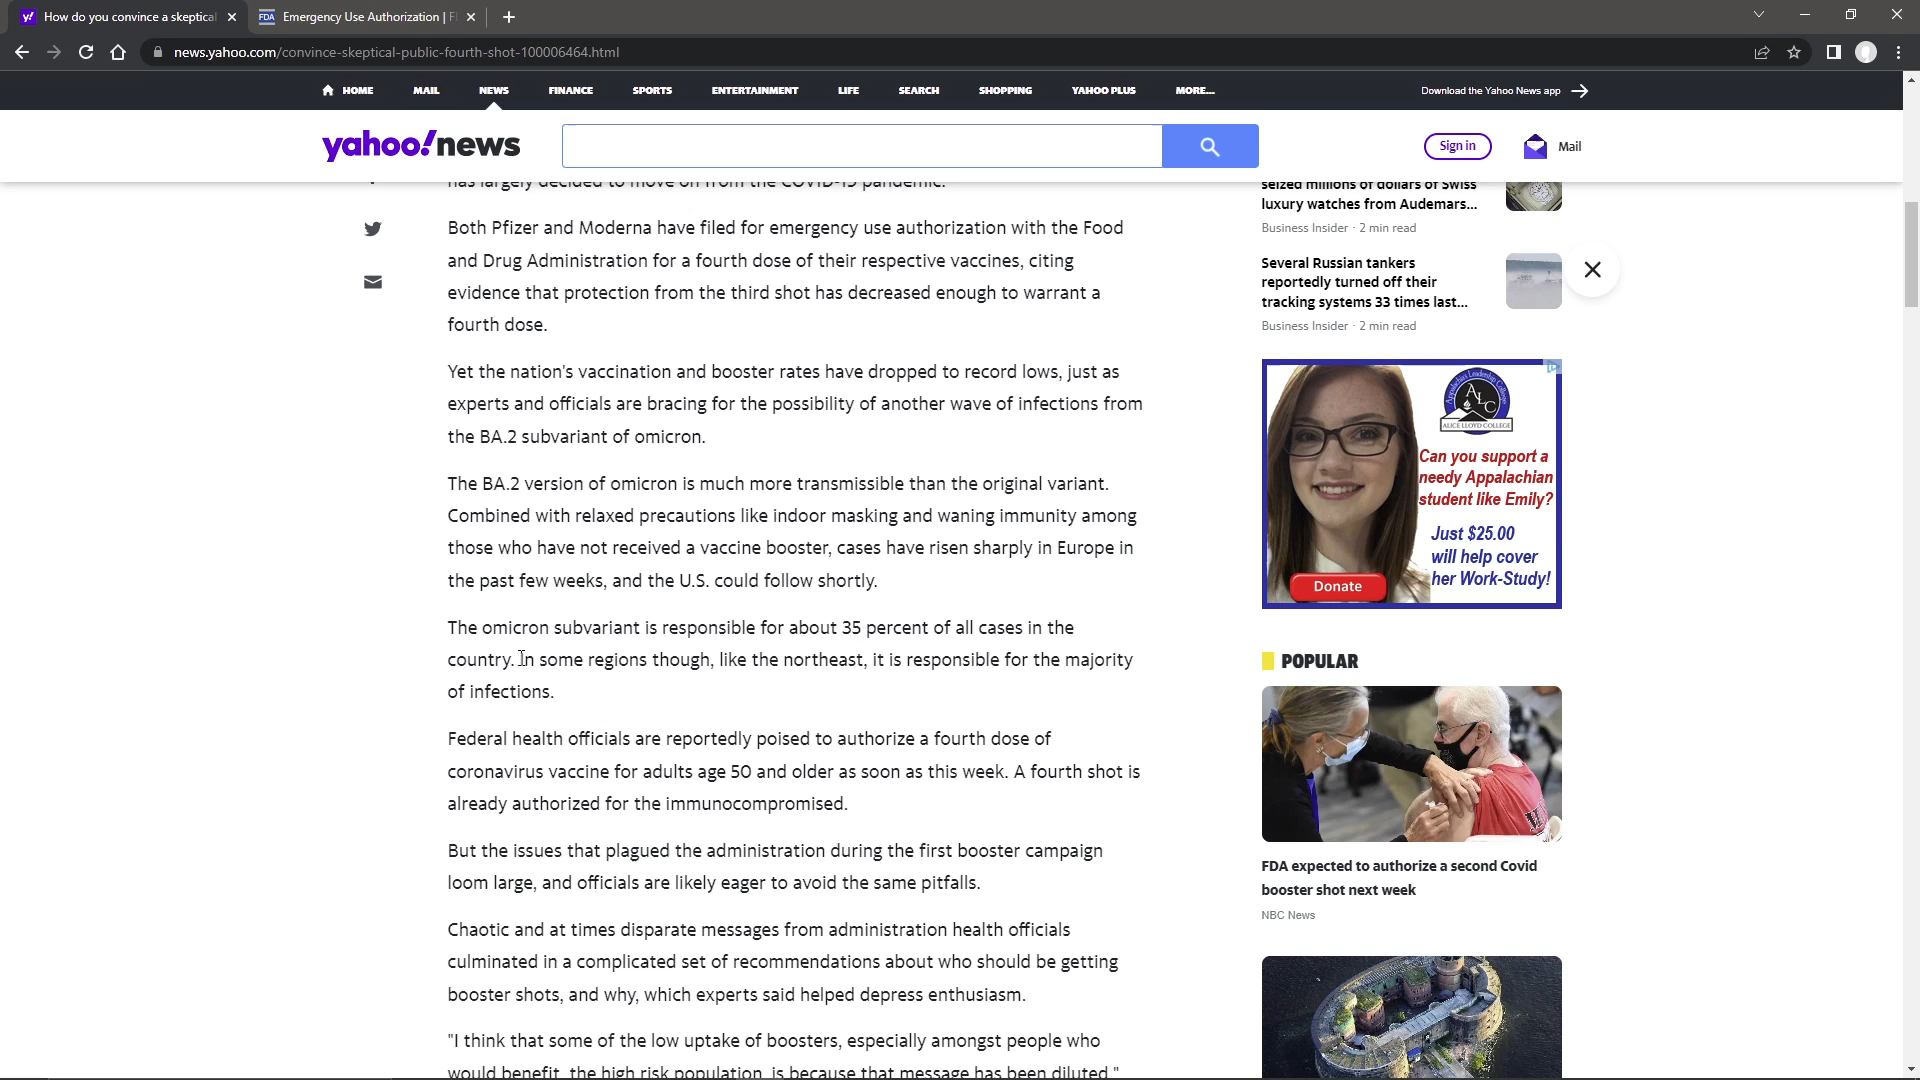 How do you convince a skeptical
FDA Emergency Use Authorization |
news.yahoo.com/convince-skeptical-public-fourth-shot-100006464.html
HOME MAIL NEWS FINANCE SPORTS ENTERTAINMENT LIFE SEARCH SHOPPING YAHOO PLUS MORE... Download the Yahoo News app
yahoo!news
Sign in
Mail
has largely decided to move on from the COVID-19 pandemic.
Both Pfizer and Moderna have filed for emergency use authorization with the Food
and Drug Administration for a fourth dose of their respective vaccines, citing
evidence that protection from the third shot has decreased enough to warrant a
fourth dose.
Yet the nation's vaccination and booster rates have dropped to record lows, just as
experts and officials are bracing for the possibility of another wave of infections from
the BA.2 subvariant of omicron.
The BA.2 version of omicron is much more transmissible than the original variant.
Combined with relaxed precautions like indoor masking and waning immunity among
those who have not received a vaccine booster, cases have risen sharply in Europe in
the past few weeks, and the U.S. could follow shortly.
The omicron subvariant is responsible for about 35 percent of all cases in the
country. In some regions though, like the northeast, it is responsible for the majority
of infections.
Federal health officials are reportedly poised to authorize a fourth dose of
coronavirus vaccine for adults age 50 and older as soon as this week. A fourth shot is
already authorized for the immunocompromised.
But the issues that plagued the administration during the first booster campaign
loom large, and officials are likely eager to avoid the same pitfalls.
Chaotic and at times disparate messages from administration health officials
culminated in a complicated set of recommendations about who should be getting
booster shots, and why, which experts said helped depress enthusiasm.
"I think that some of the low uptake of boosters, especially amongst people who
would benefit, the high risk population, is because that message has been diluted,"
seized millions of dollars of Swiss
luxury watches from Audemars...
Business Insider · 2 min read
Several Russian tankers
reportedly turned off their
tracking systems 33 times last...
Business Insider · 2 min read
ALC
ALICE LLOYD COLLEGE
Can you support a
needy Appalachian
student like Emily?
Just $25.00
will help cover
her Work-Study!
Donate
POPULAR
FDA expected to authorize a second Covid
booster shot next week
NBC News